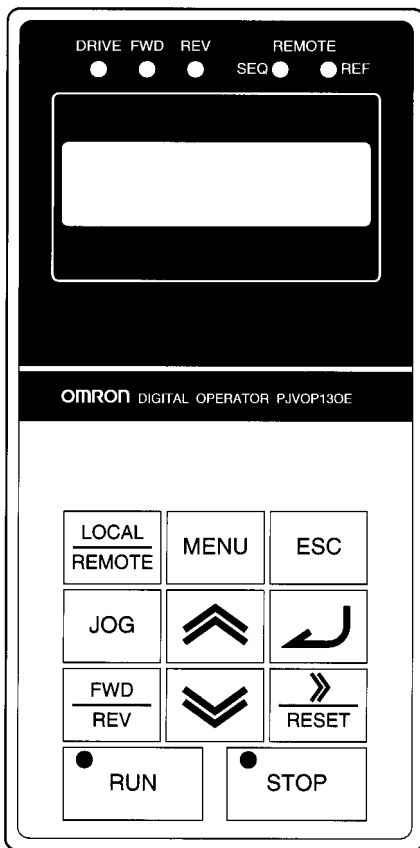 DRIVE FWD REV REMOTE
SEQ REF
OMRON DIGITAL OPERATOR PJVOP130E
LOCAL
REMOTE
MENU
ESC
JOG
FWD
REV
RESET
RUN
STOP